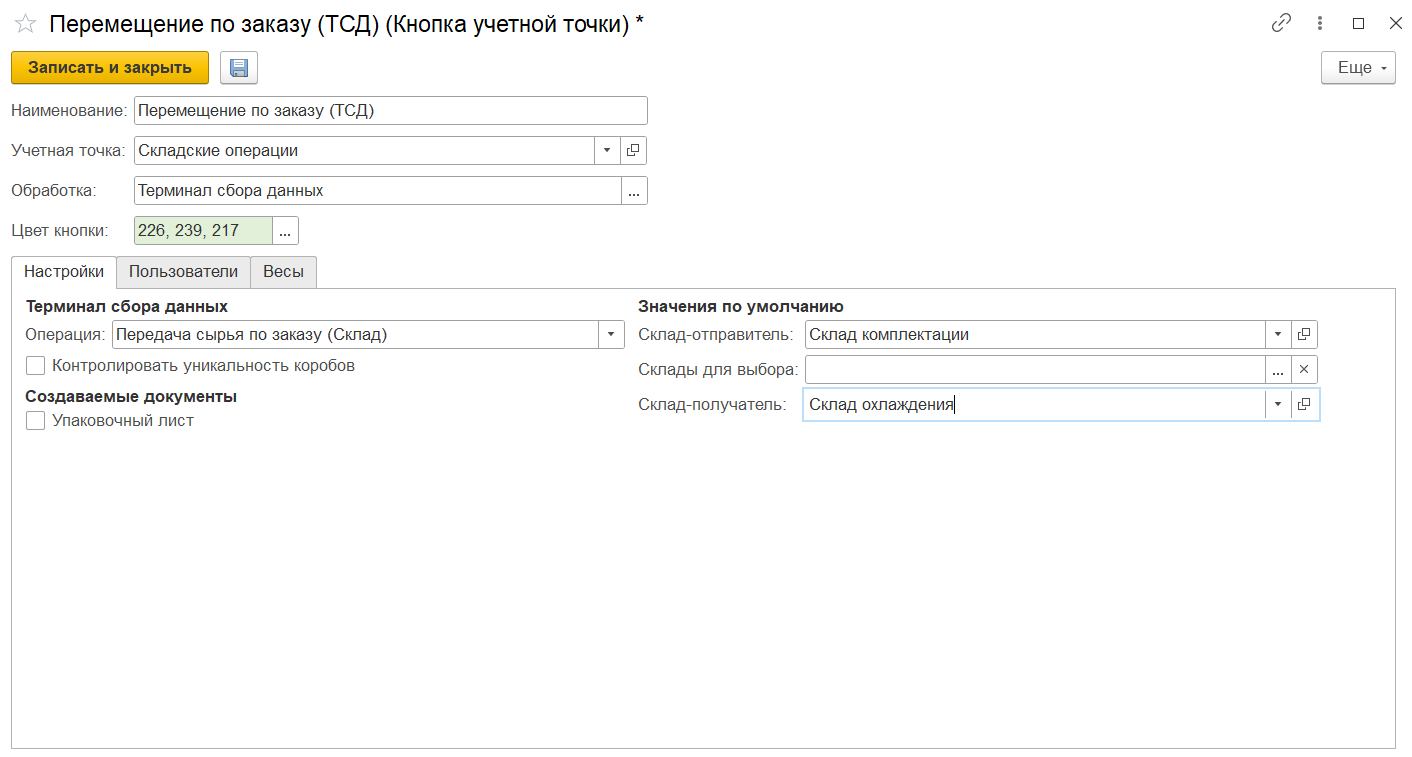 Перемещение по заказу (ТСД) (Кнопка учетной точки) *
Записать и закрыть
Еще
Наименование: Перемещение по заказу (ТСД)
Учетная точка: Складские операции
Обработка: Терминал сбора данных ...
Цвет кнопки: 226, 239, 217 ...
Настройки Пользователи Весы
Терминал сбора данных
Операция: Передача сырья по заказу (Склад)
Контролировать уникальность коробов
Создаваемые документы
Упаковочный лист
Значения по умолчанию
Склад-отправитель: Склад комплектации
Склады для выбора: ...
Склад-получатель: Склад охлаждения